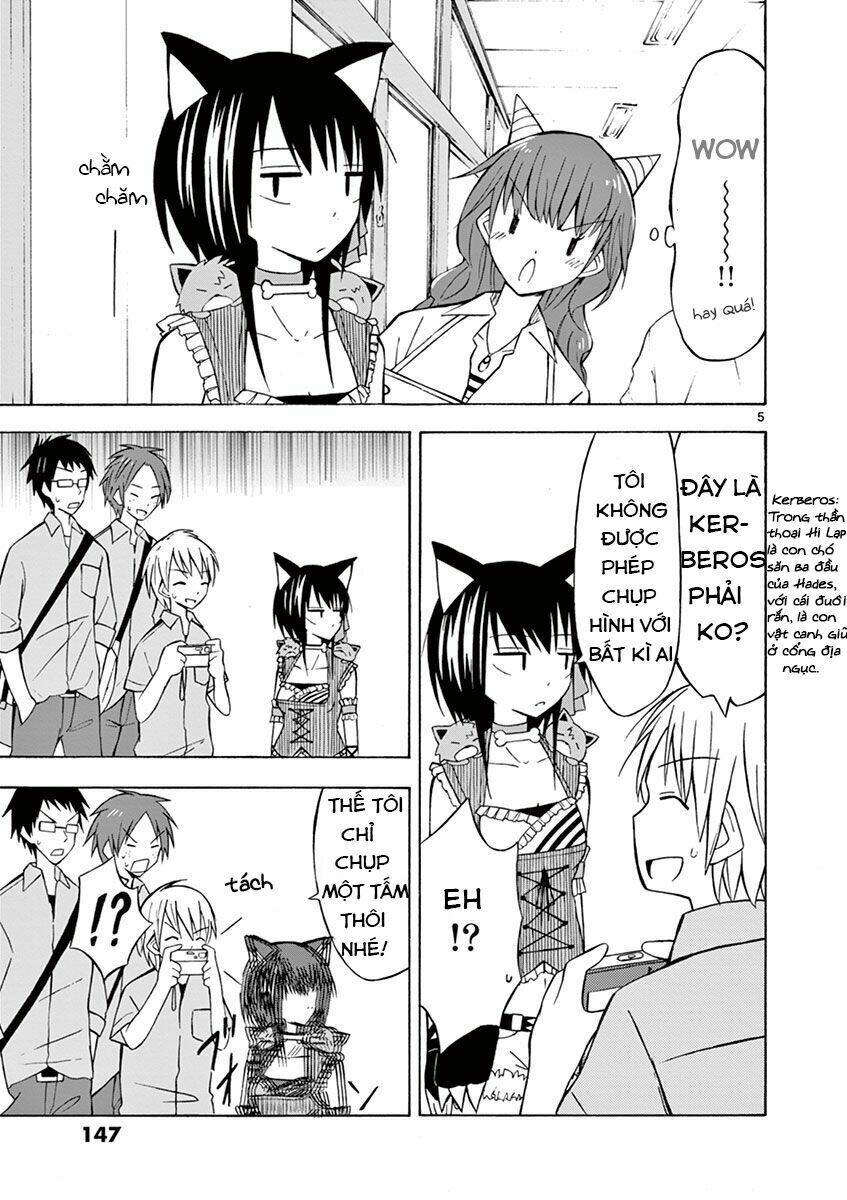 WOW
!!
hay Quá!
chằm
chăm
5
ĐÂY LÀ
KER-
BEROS
PHẢI
KO?
Kerberos:
Trong thần
thoại Hi Lạp
là con chó
săn ba đầu
của Hades,
với cái đuôi
rắn, là con
vật canh giữ
ở cổng địa
ngục.
TÔI
KHÔNG
ĐƯỢC
PHÉP
CHỤP
HÌNH VỚI
BẤT KÌ AI
EH
!?
THẾ TÔI
CHỈ
CHỤP
MỘT TẤM
THÔI
NHÉ!
tách
!?
147